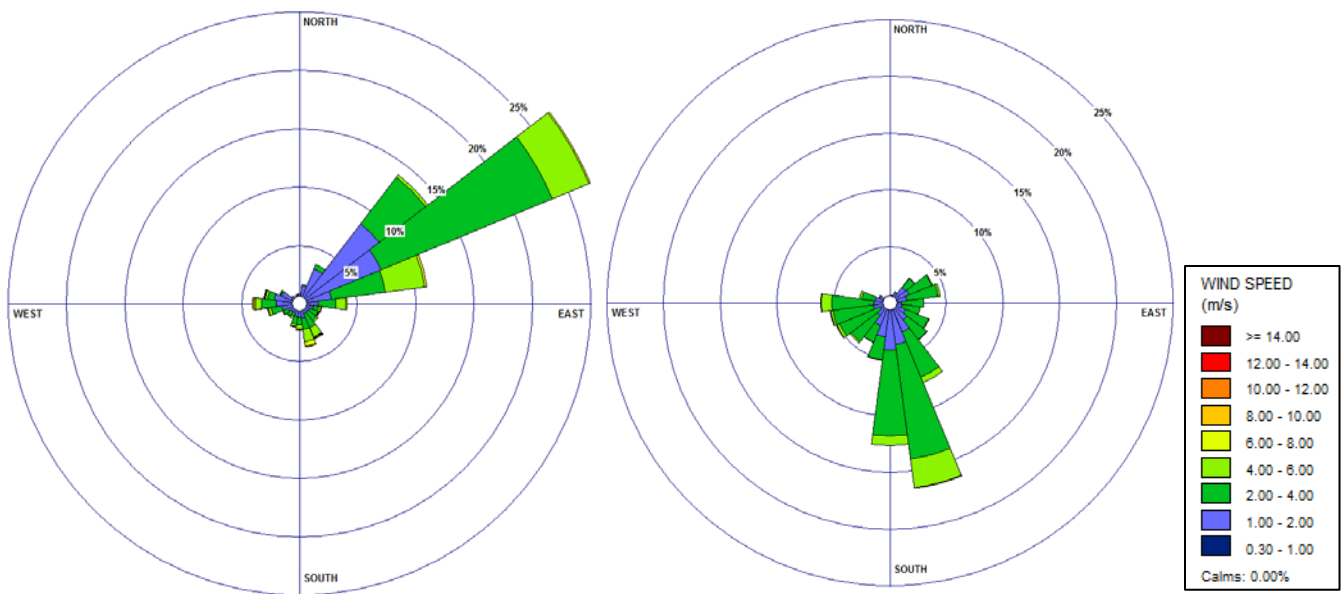 NORTH
25%
20%
15%
10%
5%
WEST
EAST
SOUTH
NORTH
25%
20%
15%
10%
5%
WEST
EAST
SOUTH
WIND SPEED
(m/s)
>= 14.00
12.00 - 14.00
10.00 - 12.00
8.00 - 10.00
6.00 - 8.00
4.00 - 6.00
2.00 - 4.00
1.00 - 2.00
0.30 - 1.00
Calms: 0.00%